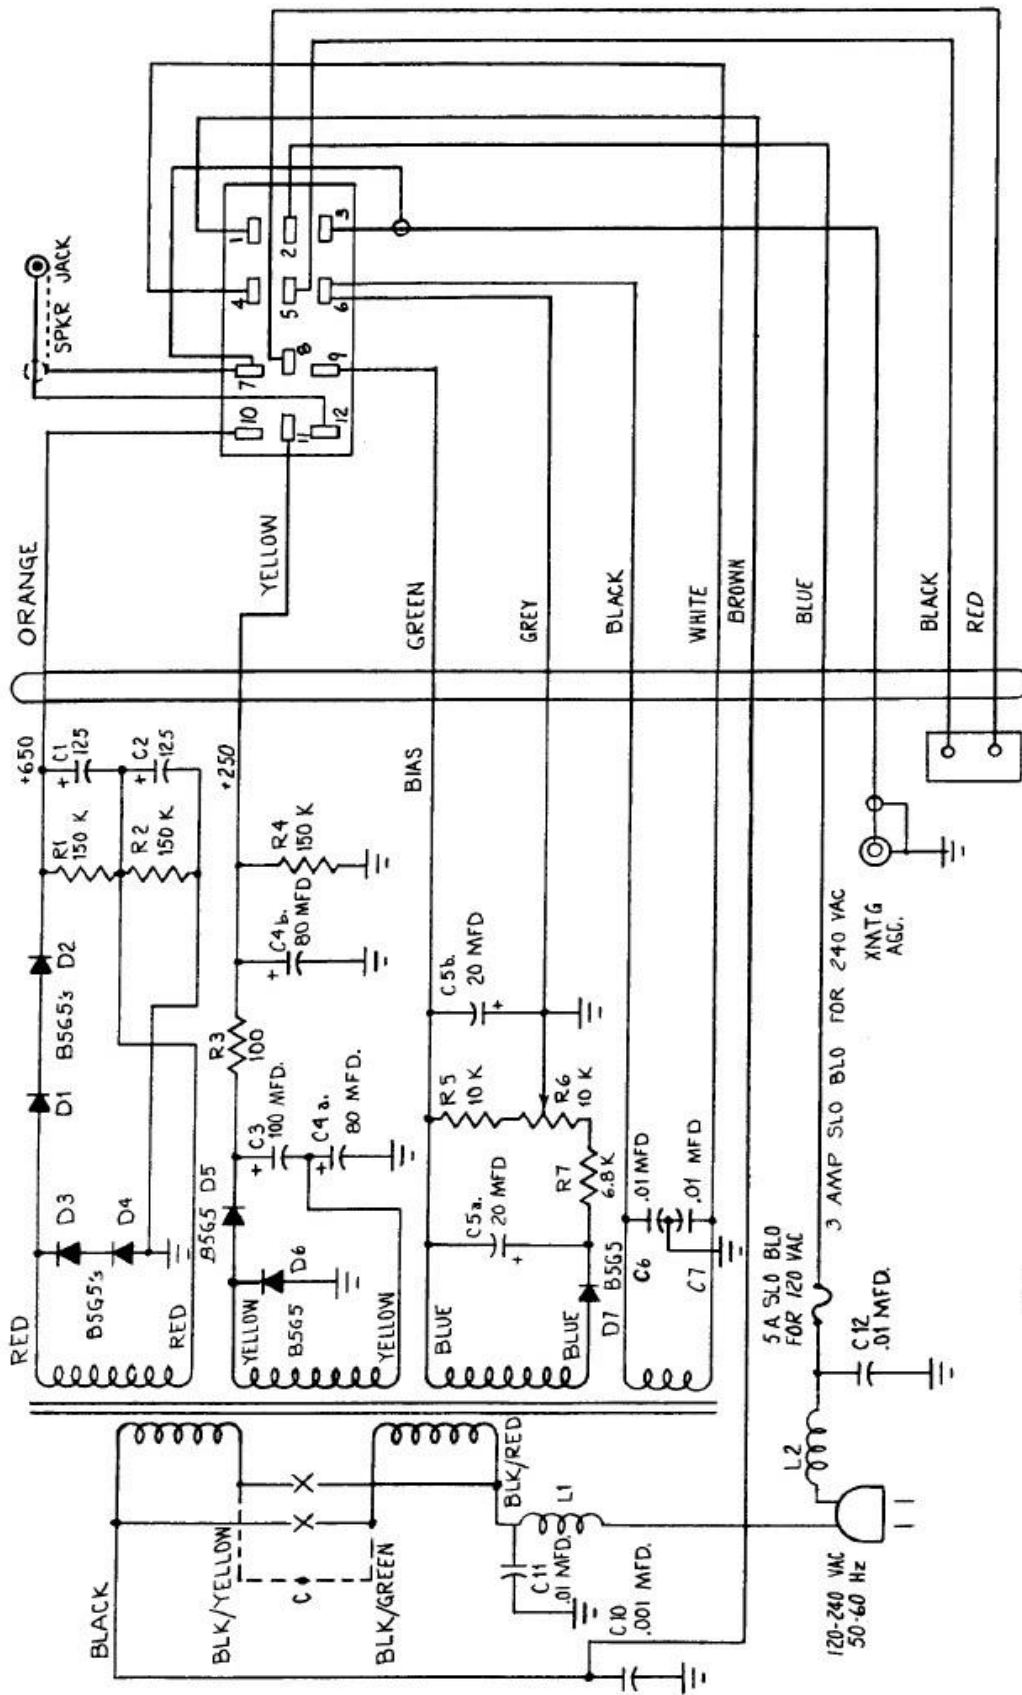 SPKR JACK
1
2
3
4
5
6
7
8
9
10
11
12
ORANGE
YELLOW
GREEN
GREY
BLACK
WHITE
BROWN
BLUE
BLACK
RED
RED
D3
B5G5's
D4
RED
D1
B5G5's
D2
R1
150 K
R2
150 K
+650
+ C1
125
+ C2
125
YELLOW
B5G5 D5
D6
B5G5
YELLOW
+ C3
100 MFD.
+ C4a.
80 MFD
R3
100
+ C4b.
80 MFD
R4
150 K
+250
BLUE
BLUE
D7
B5G5
C5a.
20 MFD
+
R7
6.8 K
R5
10 K
R6
10 K
C5b.
20 MFD
+
BIAS
C6
.01 MFD
C7
.01 MFD
BLACK
BLK/YELLOW
C
BLK/GREEN
BLK/RED
L1
C11
.01 MFD.
C10
.001 MFD.
120-240 VAC
50-60 Hz
L2
C12
.01 MFD.
5A SLO BLO
FOR 120 VAC
3 AMP SLO BLO FOR 240 VAC
XMTG
AGC.